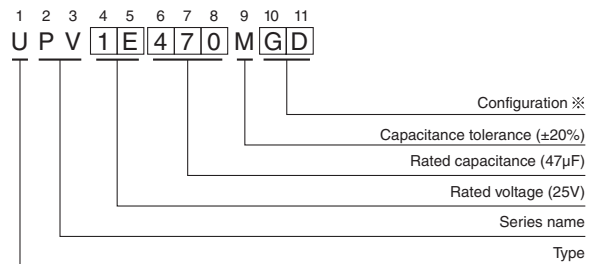 1 2 3 4 5 6 7 8 9 10 11
U P V 1 E 4 7 0 M G D
Configuration ※
Capacitance tolerance (±20%)
Rated capacitance (47µF)
Rated voltage (25V)
Series name
Type